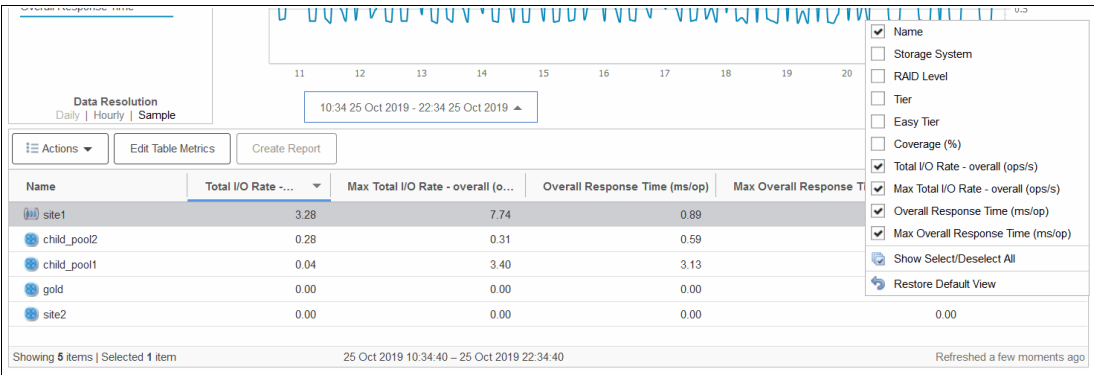 Overall Response Time
0.5
11 12 13 14 15 16 17 18 19 20
Data Resolution
Daily | Hourly | Sample
10:34 25 Oct 2019 - 22:34 25 Oct 2019
Actions
Edit Table Metrics
Create Report
Name Total I/O Rate -... Max Total I/O Rate - overall (o... Overall Response Time (ms/op) Max Overall Response Ti
site1 3.28 7.74 0.89
child_pool2 0.28 0.31 0.59
child_pool1 0.04 3.40 3.13
gold 0.00 0.00 0.00
site2 0.00 0.00 0.00 0.00
Showing 5 items | Selected 1 item
25 Oct 2019 10:34:40 – 25 Oct 2019 22:34:40
Refreshed a few moments ago
Name
Storage System
RAID Level
Tier
Easy Tier
Coverage (%)
Total I/O Rate - overall (ops/s)
Max Total I/O Rate - overall (ops/s)
Overall Response Time (ms/op)
Max Overall Response Time (ms/op)
Show Select/Deselect All
Restore Default View